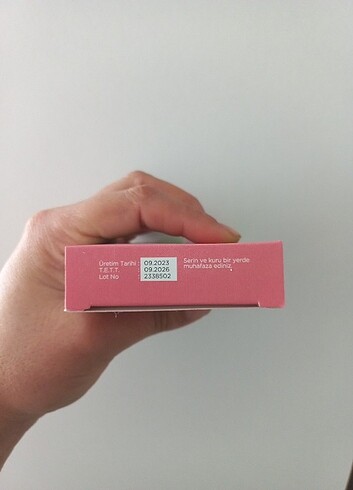 Üretim Tarihi : 09.2023
T.E.T.T. 09.2026
Lot No 2338502
Serin ve kuru bir yerde
muhafaza ediniz.